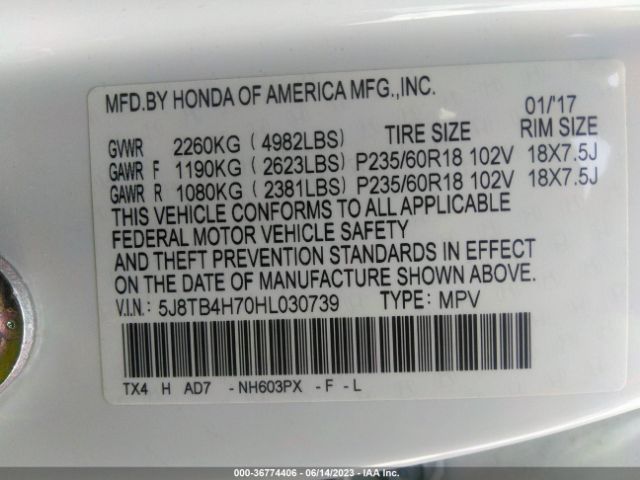 MFD.BY HONDA OF AMERICA MFG.,INC. 01/'17
GVWR 2260KG ( 4982LBS) TIRE SIZE RIM SIZE
GAWR F 1190KG ( 2623LBS) P235/60R18 102V 18X7.5J
GAWR R 1080KG ( 2381LBS) P235/60R18 102V 18X7.5J
THIS VEHICLE CONFORMS TO ALL APPLICABLE
FEDERAL MOTOR VEHICLE SAFETY
AND THEFT PREVENTION STANDARDS IN EFFECT
ON THE DATE OF MANUFACTURE SHOWN ABOVE.
V.I.N.: 5J8TB4H70HL030739 TYPE: MPV
TX4 H AD7 -NH603PX -F -L
000-36774406 - 06/14/2023 - IAAI.com